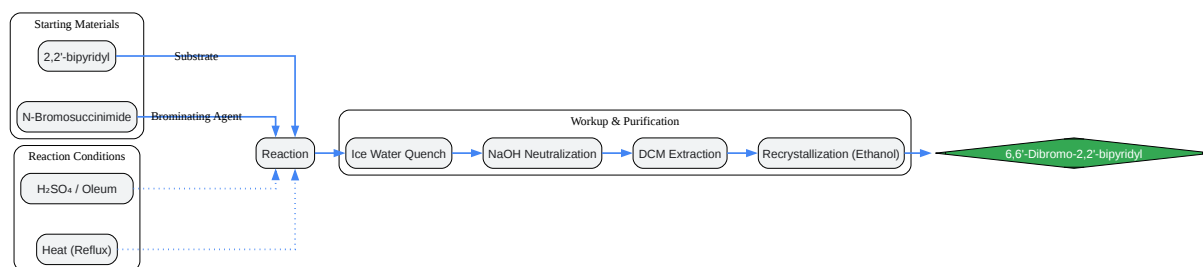 Starting Materials
2,2'-bipyridyl
Substrate
N-Bromosuccinimide
Brominating Agent
Reaction Conditions
H₂SO₄ / Oleum
Heat (Reflux)
Reaction
Workup & Purification
Ice Water Quench
NaOH Neutralization
DCM Extraction
Recrystallization (Ethanol)
6,6'-Dibromo-2,2'-bipyridyl